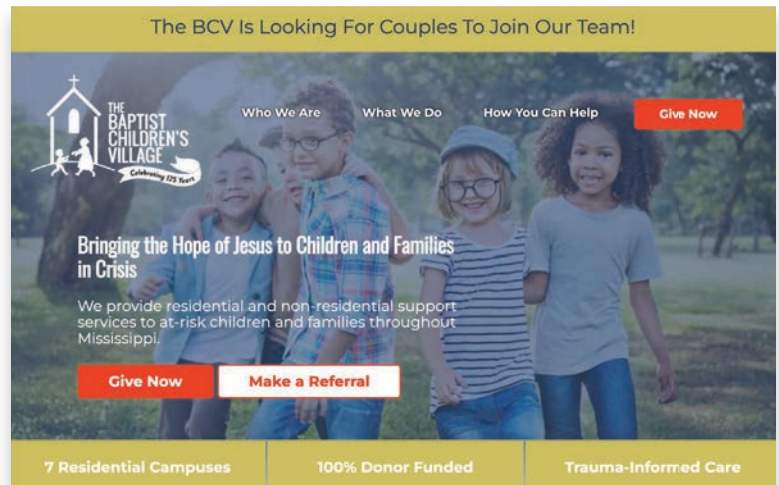 The BCV Is Looking For Couples To Join Our Team!
THE
BAPTIST
CHILDREN'S
VILLAGE
Celebrating 125 Years
Who We Are
What We Do
How You Can Help
Give Now
Bringing the Hope of Jesus to Children and Families
in Crisis
We provide residential and non-residential support
services to at-risk children and families throughout
Mississippi.
Give Now
Make a Referral
7 Residential Campuses
100% Donor Funded
Trauma-Informed Care